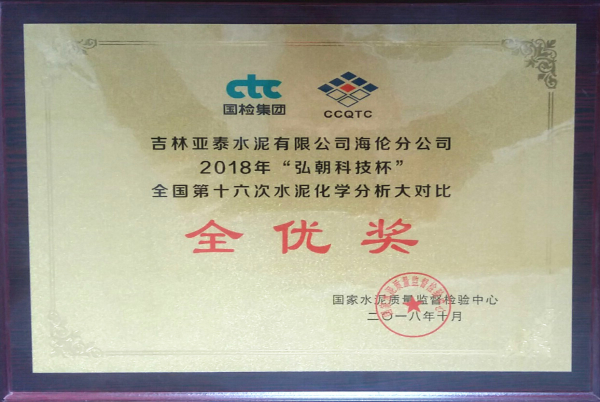 ctc 国检集团
CCQTC
吉林亚泰水泥有限公司海伦分公司
2018年“弘朝科技杯”
全国第十六次水泥化学分析大对比
全优奖
国家水泥质量监督检验中心
二〇一八年十月